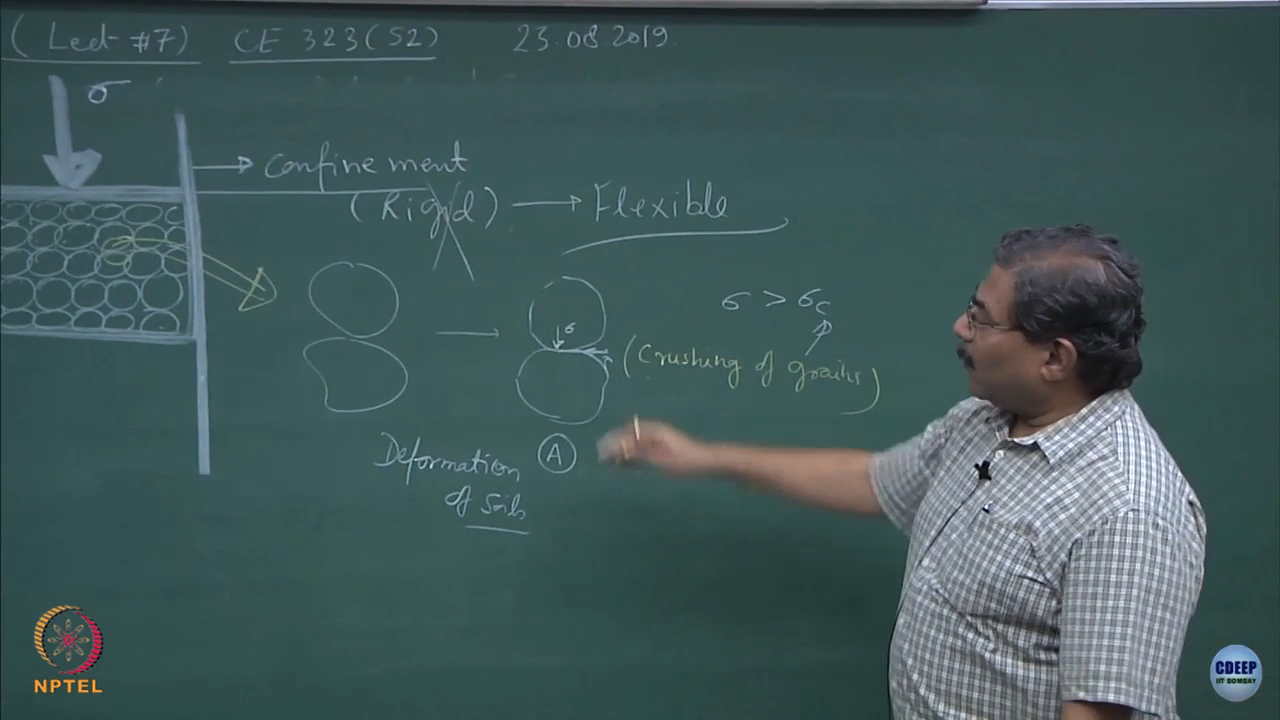 (Lect #7) CE 323(S2) 23.08.2019.
σ
→ Confinement
(Rigid) → Flexible
σ > σc
σ
(Crushing of grains)
A
Deformation
of soils
NPTEL
CDEEP
IIT BOMBAY